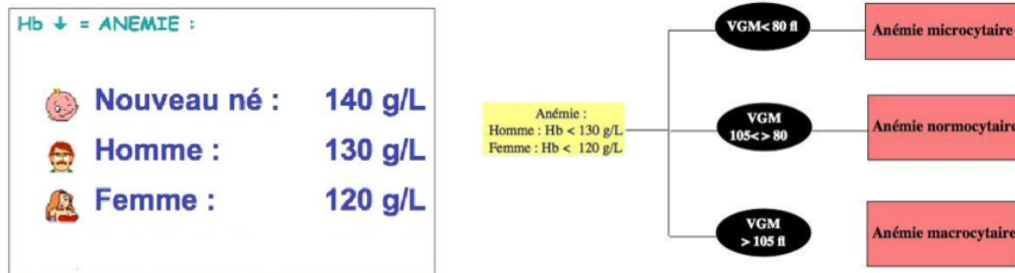 Hb ↓ = ANEMIE :
Nouveau né : 140 g/L
Homme : 130 g/L
Femme : 120 g/L
Anémie :
Homme : Hb < 130 g/L
Femme : Hb < 120 g/L
VGM< 80 fl
Anémie microcytaire
VGM
105<> 80
Anémie normocytaire
VGM
> 105 fl
Anémie macrocytaire